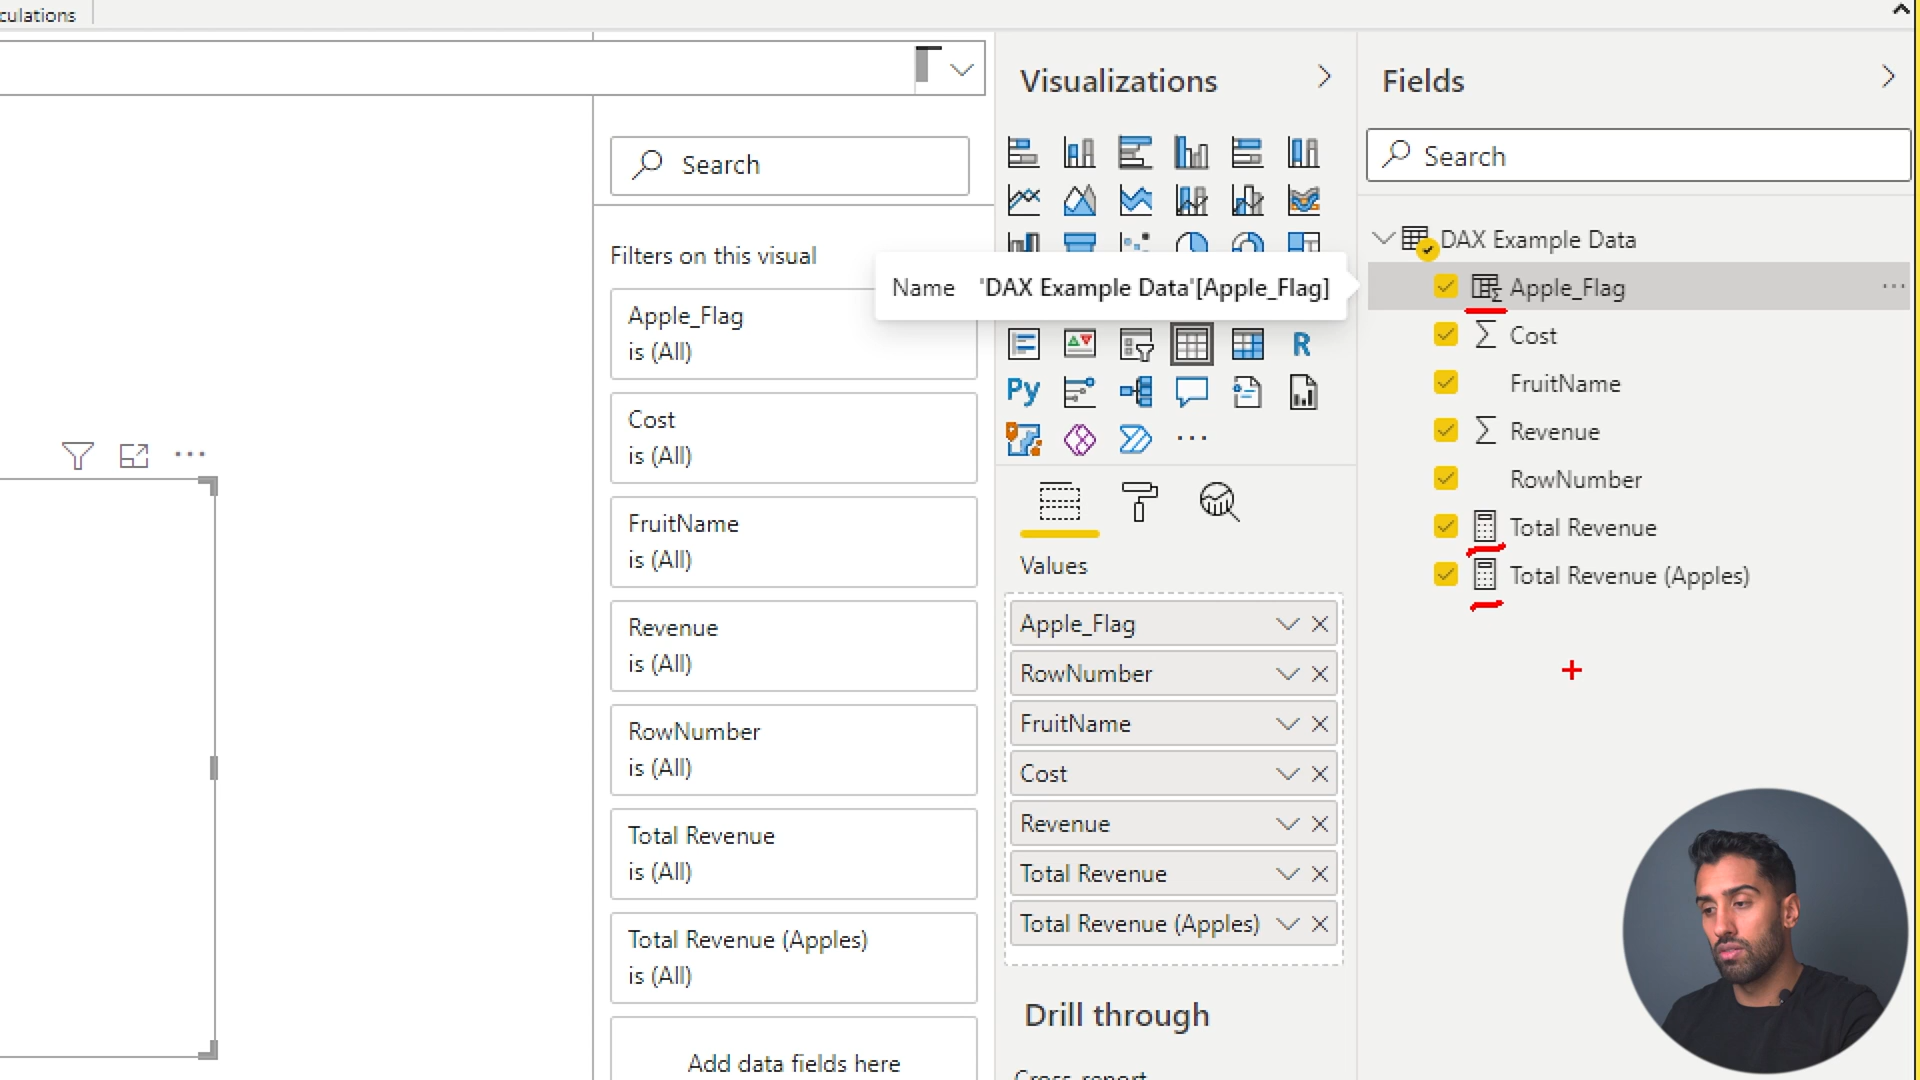 culations
Search
Filters on this visual
Apple_Flag
is (All)
Cost
is (All)
FruitName
is (All)
Revenue
is (All)
RowNumber
is (All)
Total Revenue
is (All)
Total Revenue (Apples)
is (All)
Add data fields here
Visualizations
Name 'DAX Example Data'[Apple_Flag]
R
Py
Values
Apple_Flag
RowNumber
FruitName
Cost
Revenue
Total Revenue
Total Revenue (Apples)
Drill through
Cross-report
Fields
Search
DAX Example Data
Apple_Flag
Cost
FruitName
Revenue
RowNumber
Total Revenue
Total Revenue (Apples)